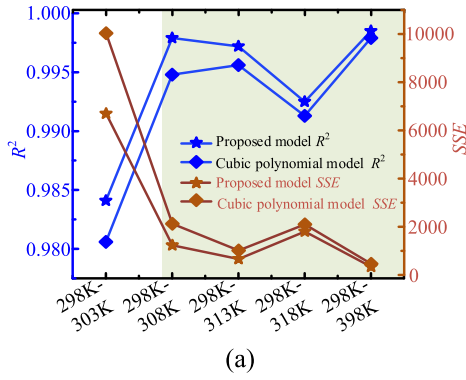 1.000
0.995
0.990
0.985
0.980
R²
10000
8000
6000
4000
2000
0
SSE
Proposed model R²
Cubic polynomial model R²
Proposed model SSE
Cubic polynomial model SSE
298K-
303K
298K-
308K
298K-
313K
298K-
318K
298K-
398K
(a)